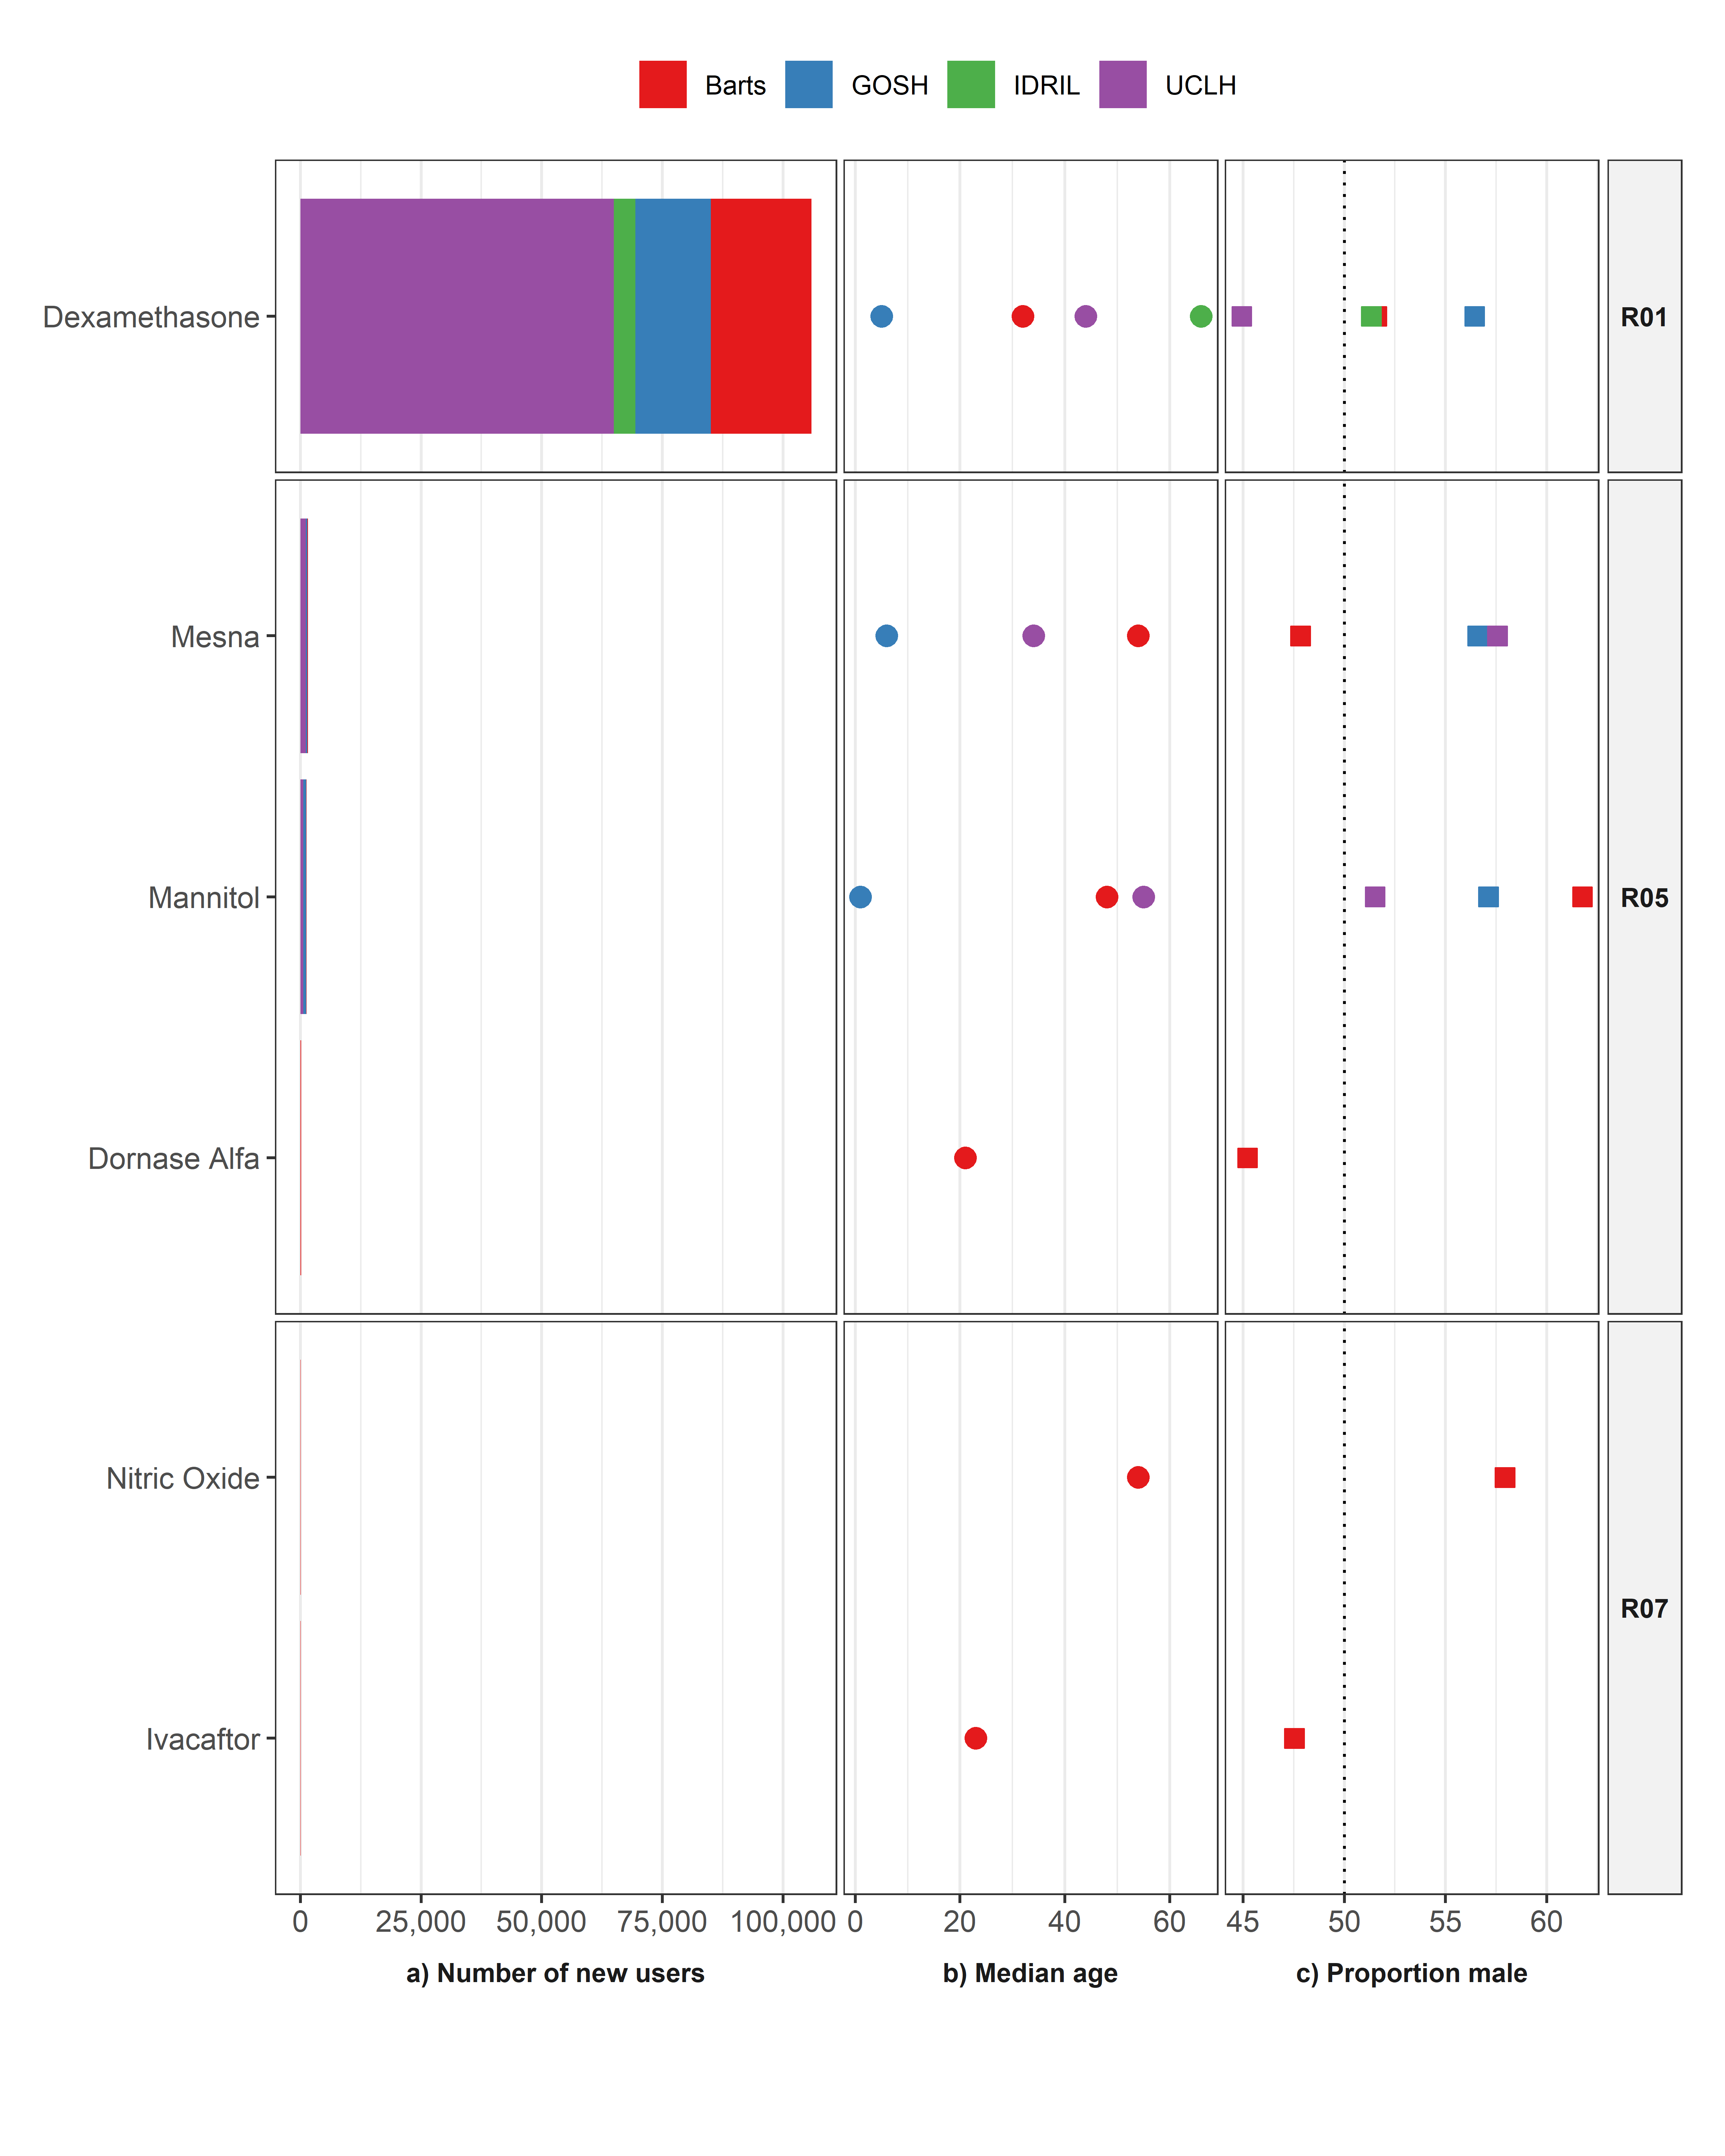 Barts GOSH IDRIL UCLH
Dexamethasone
R01
Mesna
Mannitol
R05
Dornase Alfa
Nitric Oxide
R07
Ivacaftor
0 25,000 50,000 75,000 100,000 0 20 40 60 45 50 55 60
a) Number of new users b) Median age c) Proportion male